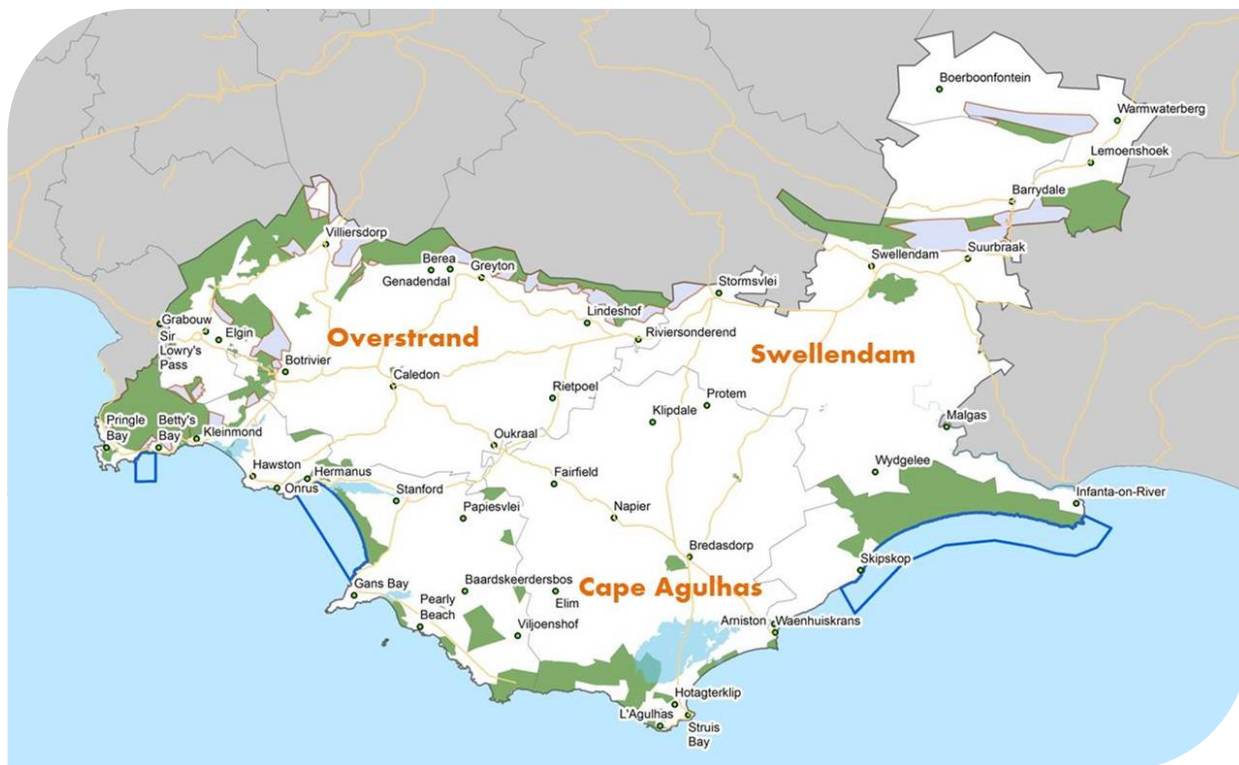 Boerboonfontein
Warmwaterberg
Lemoenshoek
Barrydale
Villiersdorp
Berea
Greyton
Genadendal
Swellendam
Suurbraak
Stormsvlei
Grabouw
Sir
Lowry's
Pass
Elgin
Lindeshof
Riviersonderend
Overstrand
Swellendam
Botrivier
Caledon
Rietpoel
Protem
Klipdale
Malgas
Pringle
Bay
Betty's
Bay
Kleinmond
Oukraal
Hawston
Hermanus
Onrus
Stanford
Fairfield
Wydgelee
Infanta-on-River
Papiesvlei
Napier
Bredasdorp
Skipskop
Gans Bay
Baardskeerdersbos
Cape Agulhas
Elim
Pearly
Beach
Viljoenshof
Arniston
Waenhuiskrans
Hotagterklip
L'Agulhas
Struis
Bay